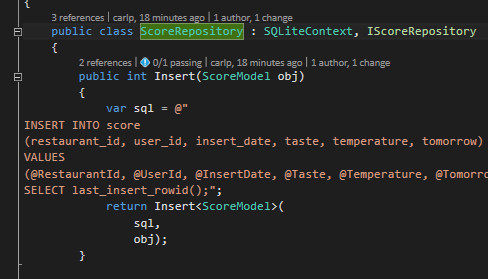 {
3 references | carlp, 18 minutes ago | 1 author, 1 change
public class ScoreRepository : SQLiteContext, IScoreRepository
{
2 references | 0/1 passing | carlp, 18 minutes ago | 1 author, 1 change
public int Insert(ScoreModel obj)
{
var sql = @"
INSERT INTO score
(restaurant_id, user_id, insert_date, taste, temperature, tomorrow)
VALUES
(@RestaurantId, @UserId, @InsertDate, @Taste, @Temperature, @Tomorro
SELECT last_insert_rowid();";
return Insert<ScoreModel>(
sql,
obj);
}